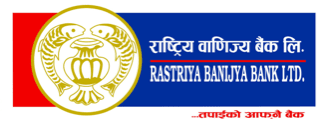 राष्ट्रिय वाणिज्य बैंक लि.
RASTRIYA BANIJYA BANK LTD.
...तपाईंको आफ्नै बैंक